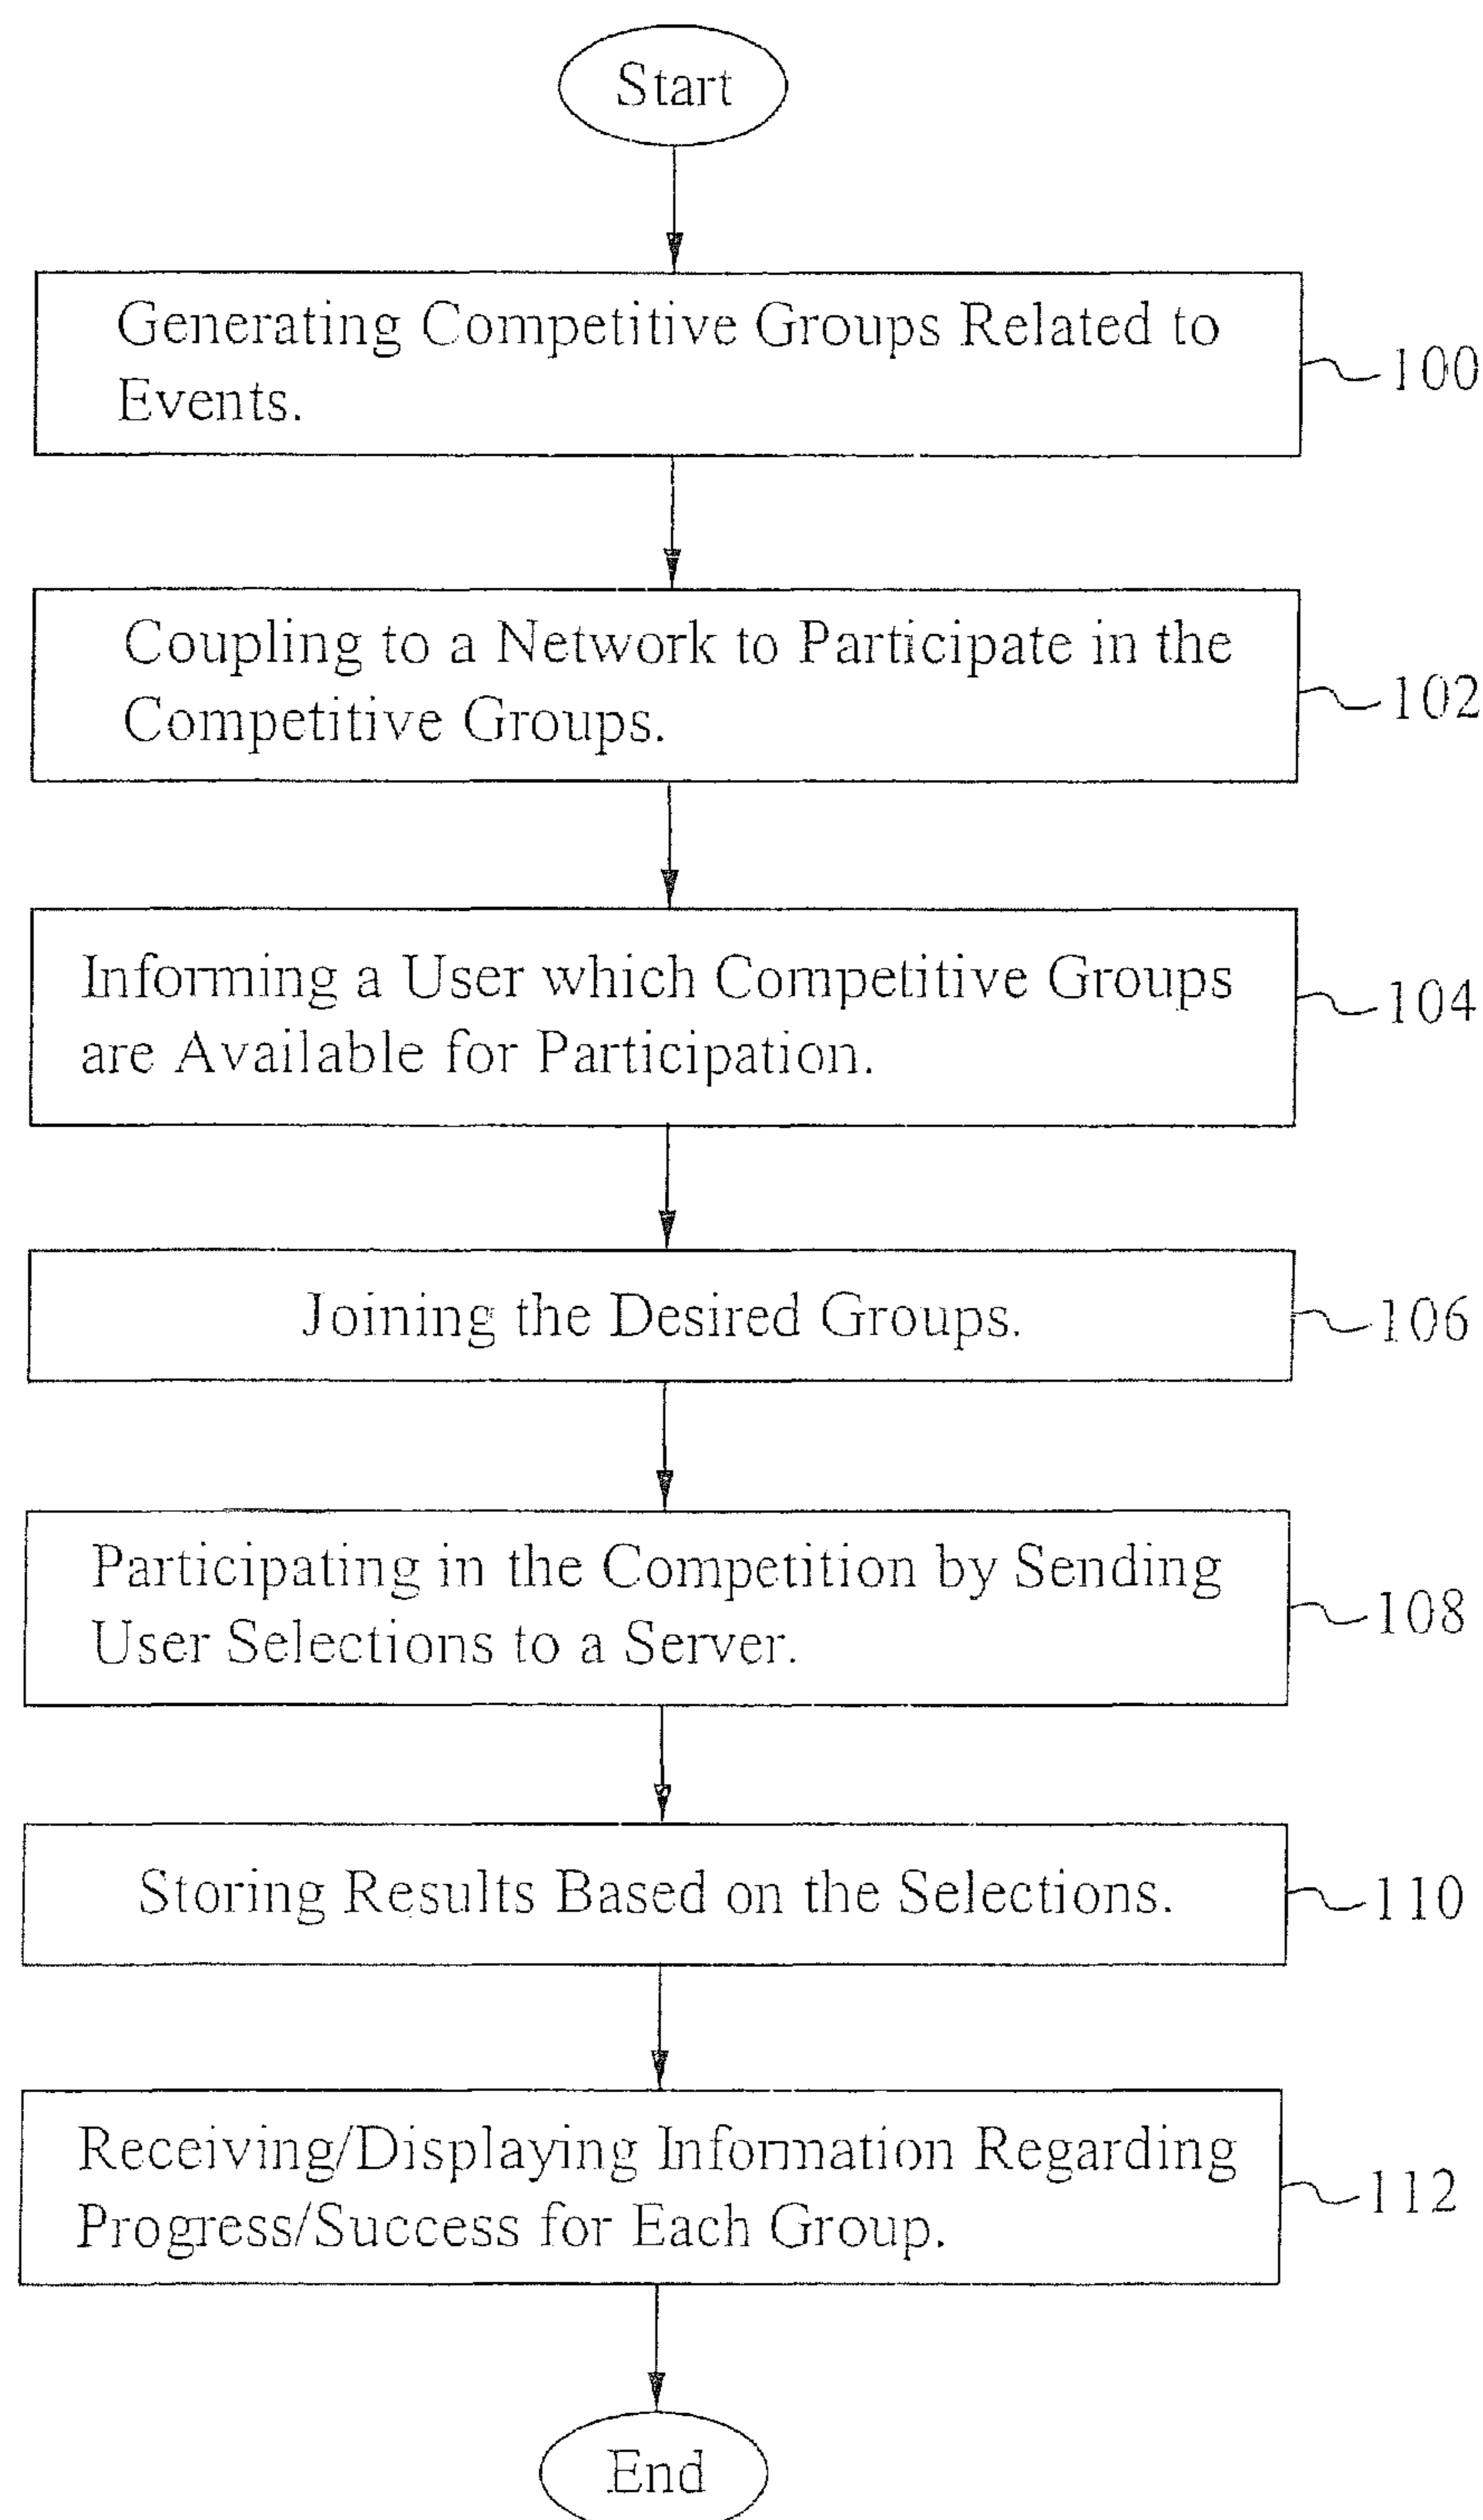 Start
Generating Competitive Groups Related to
Events.
100
Coupling to a Network to Participate in the
Competitive Groups.
102
Informing a User which Competitive Groups
are Available for Participation.
104
Joining the Desired Groups.
106
Participating in the Competition by Sending
User Selections to a Server.
108
Storing Results Based on the Selections.
110
Receiving/Displaying Information Regarding
Progress/Success for Each Group.
112
End